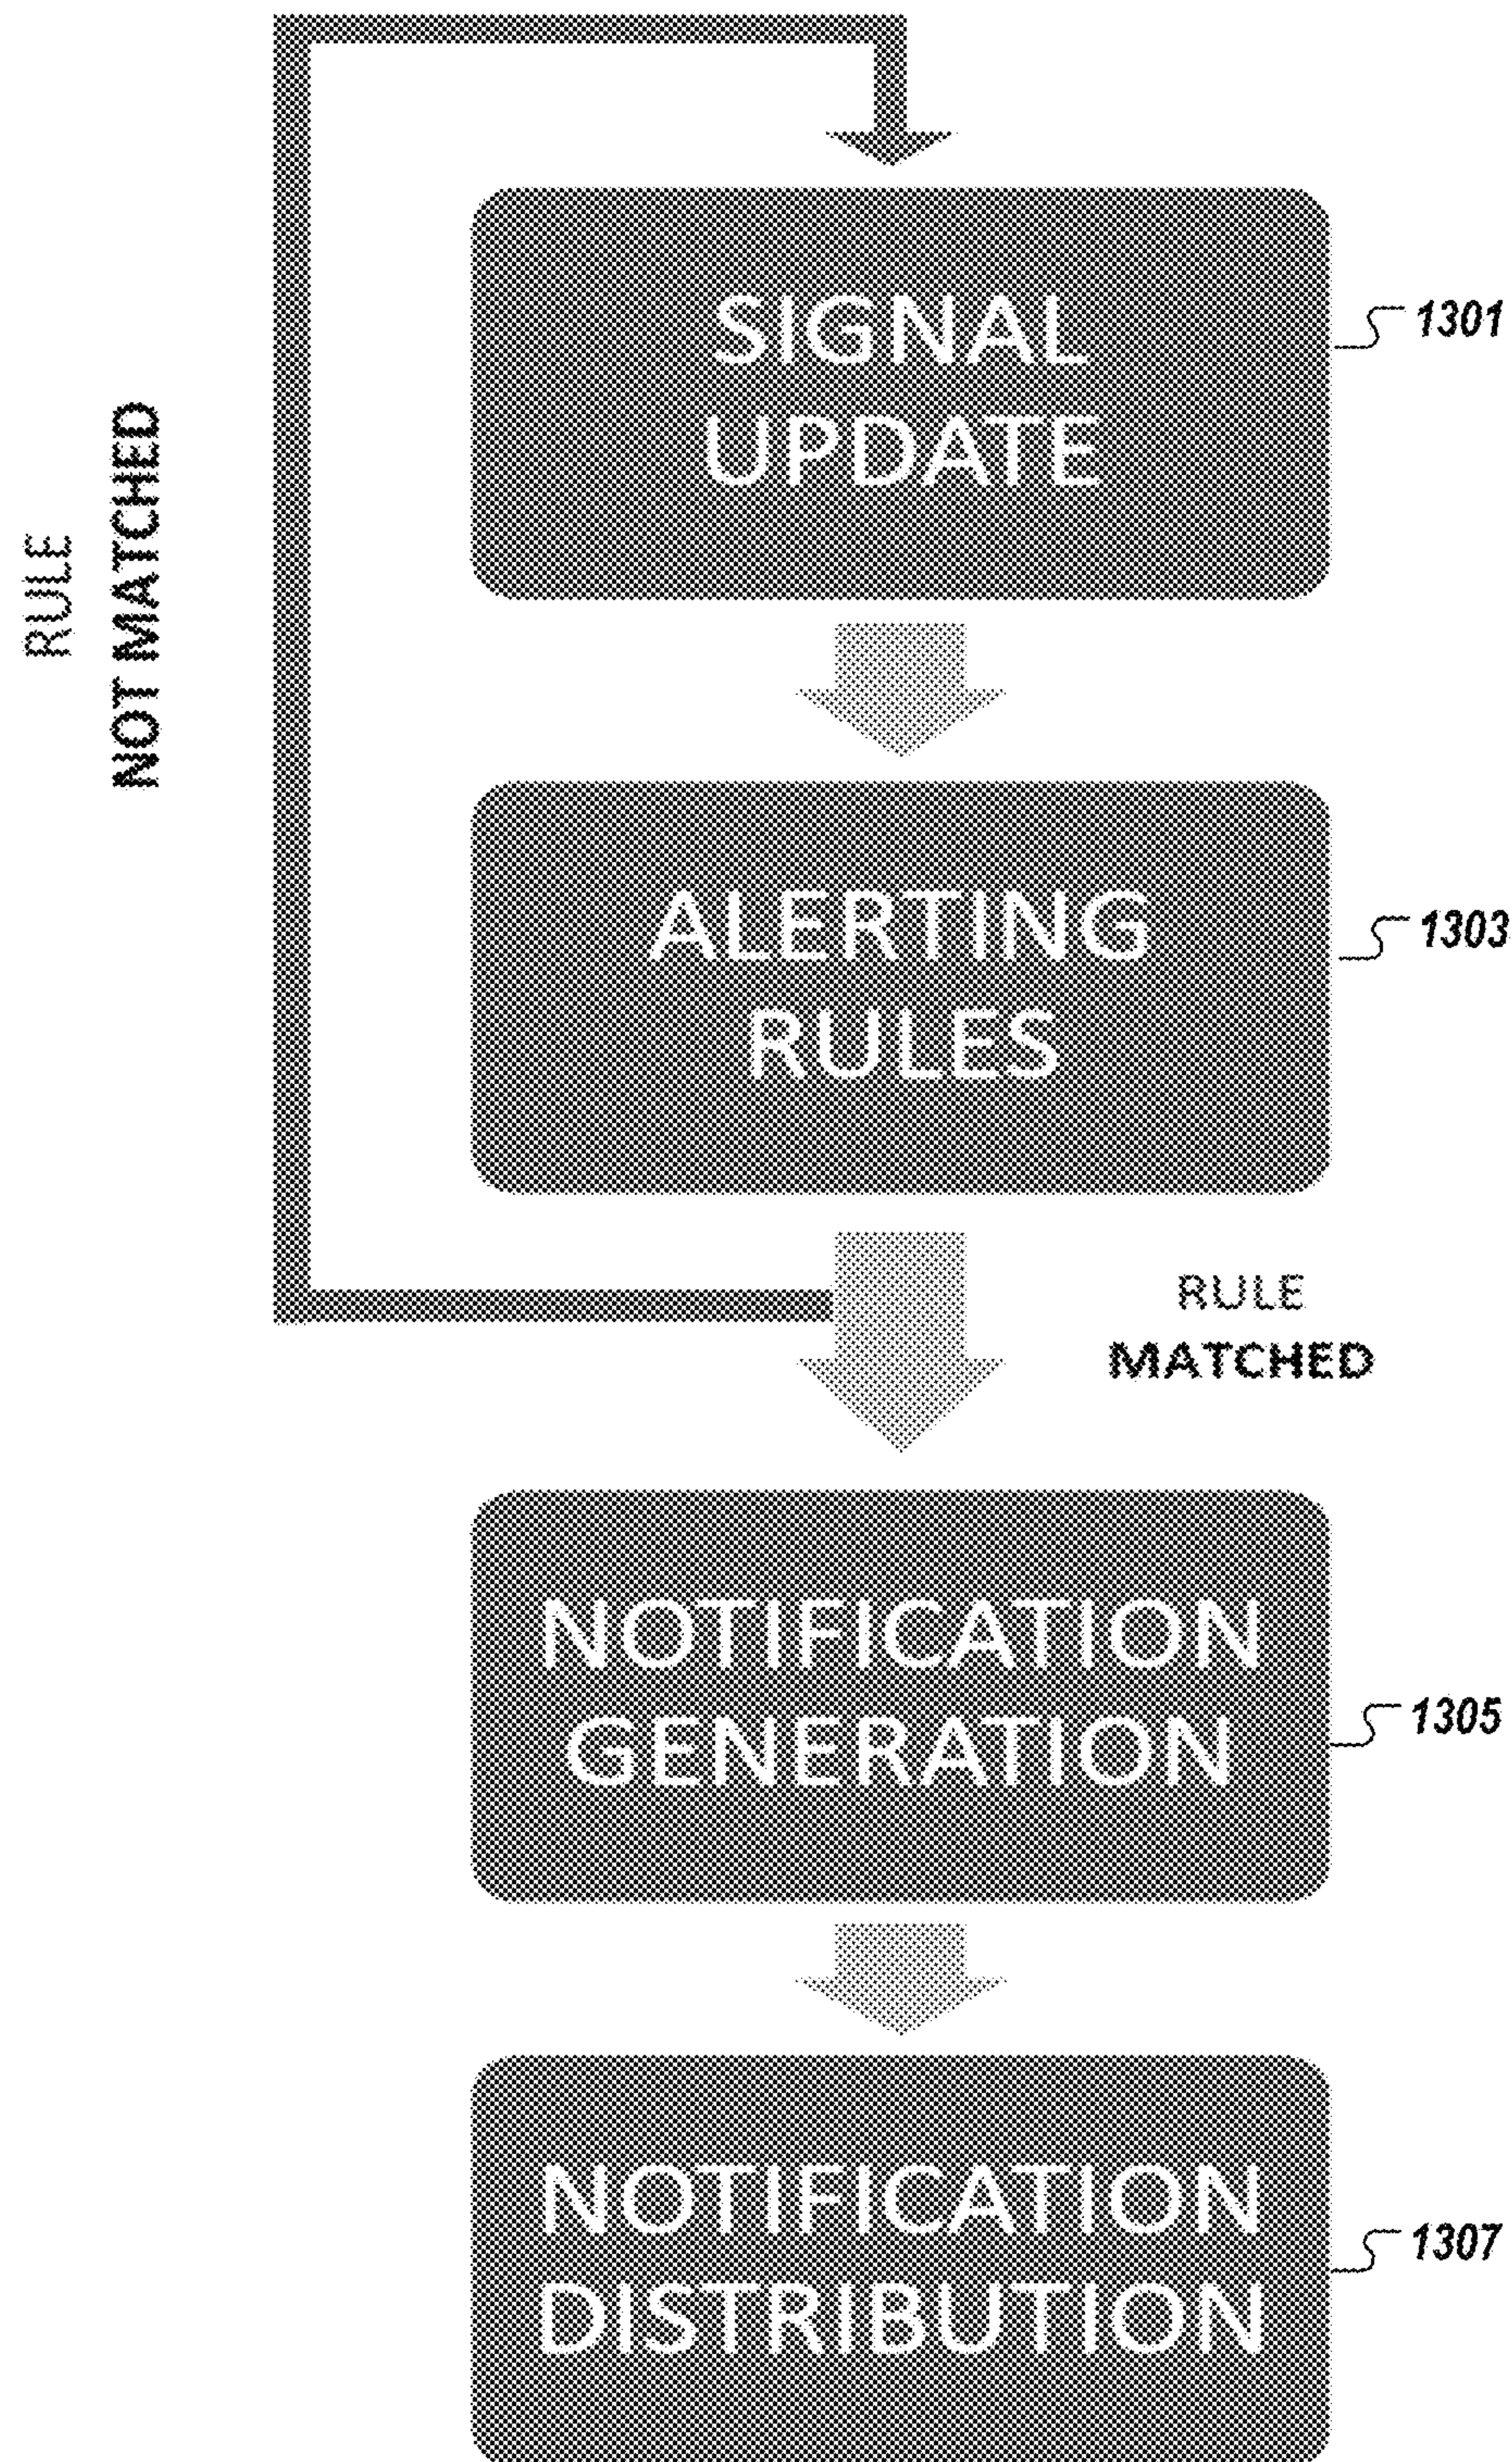 SIGNAL
UPDATE
1301
RULE
NOT MATCHED
ALERTING
RULES
1303
RULE
MATCHED
NOTIFICATION
GENERATION
1305
NOTIFICATION
DISTRIBUTION
1307